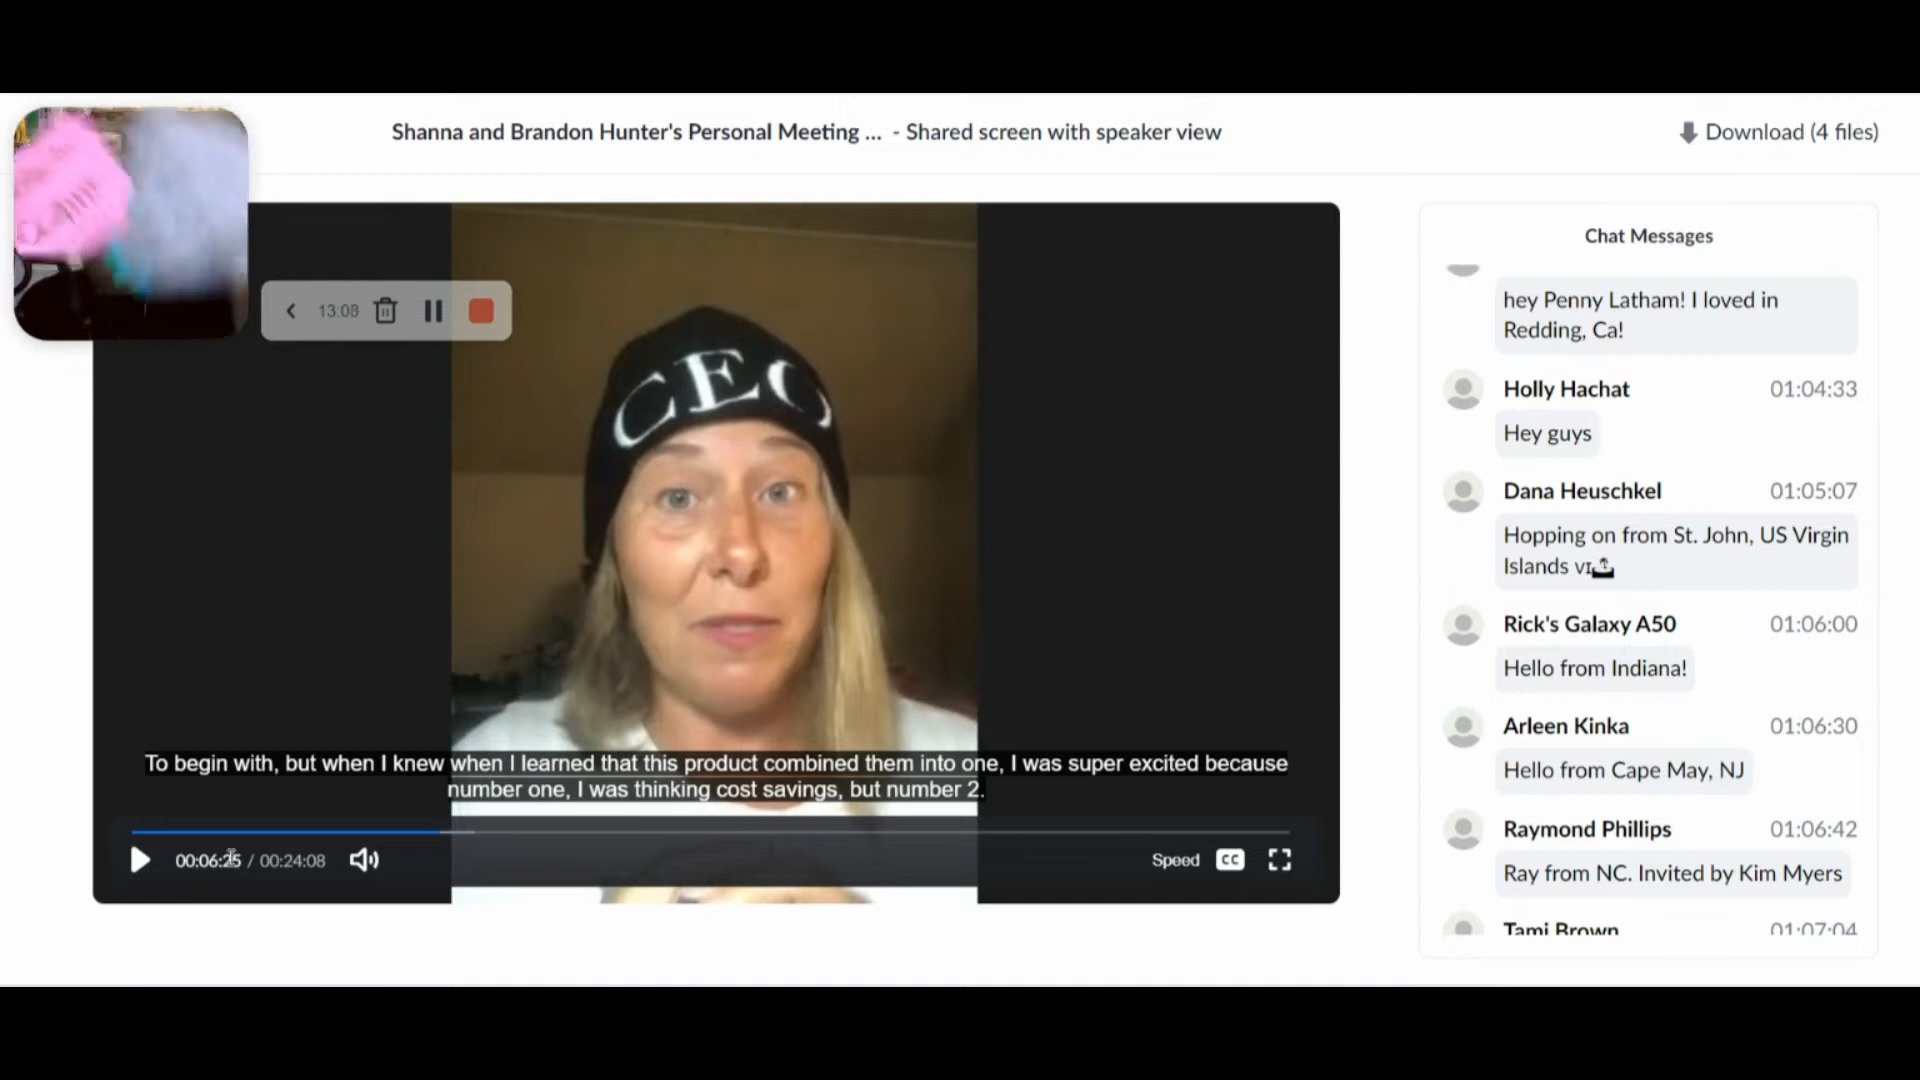 Shanna and Brandon Hunter's Personal Meeting ... - Shared screen with speaker view
Download (4 files)
13:08
CEO
To begin with, but when I knew when I learned that this product combined them into one, I was super excited because
number one, I was thinking cost savings, but number 2.
00:06:25 / 00:24:08
Speed
CC
Chat Messages
hey Penny Latham! I loved in
Redding, Ca!
Holly Hachat 01:04:33
Hey guys
Dana Heuschkel 01:05:07
Hopping on from St. John, US Virgin
Islands VI
Rick's Galaxy A50 01:06:00
Hello from Indiana!
Arleen Kinka 01:06:30
Hello from Cape May, NJ
Raymond Phillips 01:06:42
Ray from NC. Invited by Kim Myers
Tami Brown 01:07:04